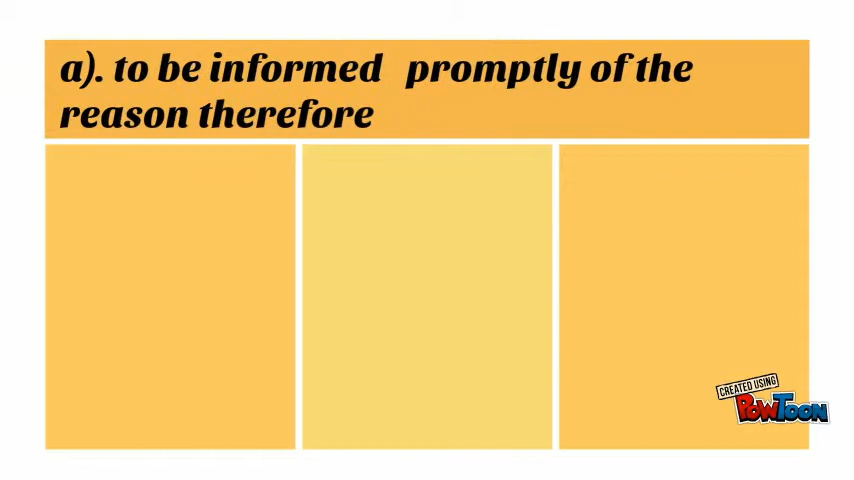 a). to be informed promptly of the
reason therefore
CREATED USING
POWTOON